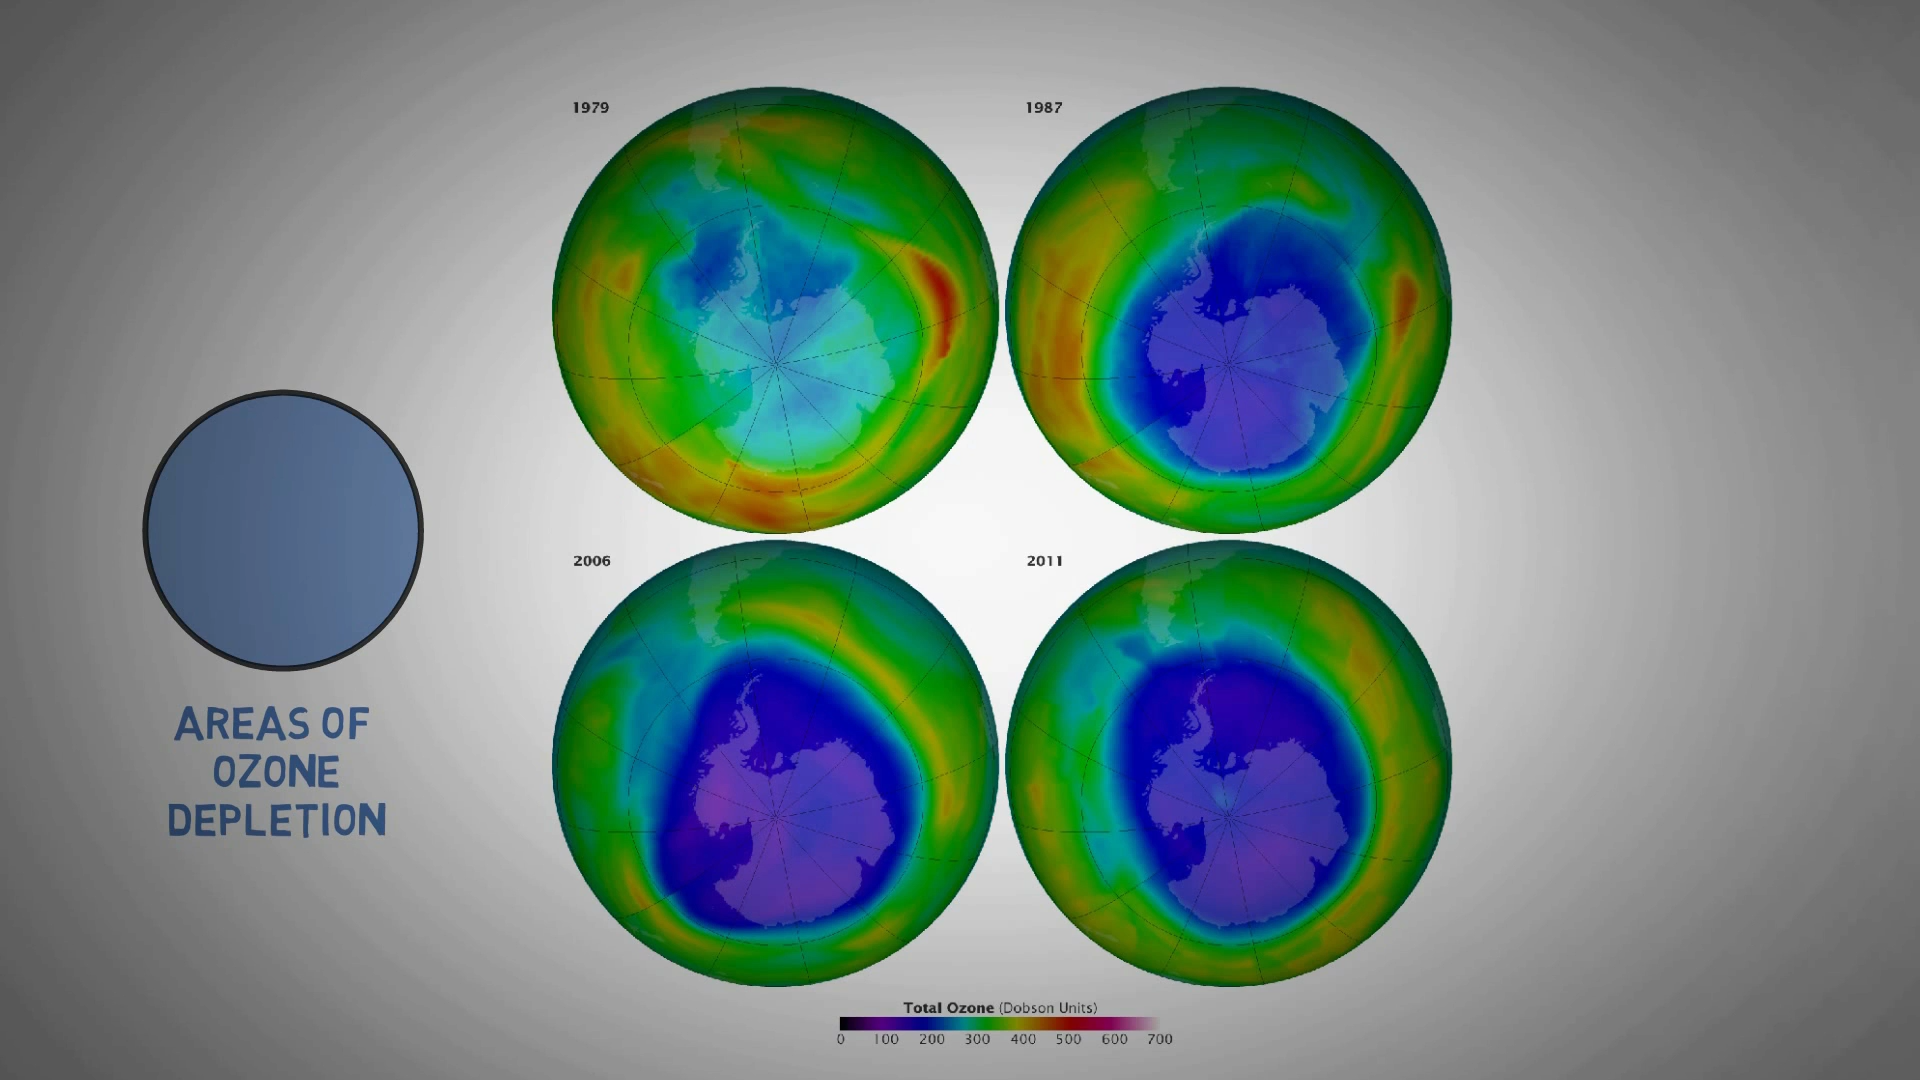 1979
1987
2006
2011
AREAS OF
OZONE
DEPLETION
Total Ozone (Dobson Units)
0 100 200 300 400 500 600 700